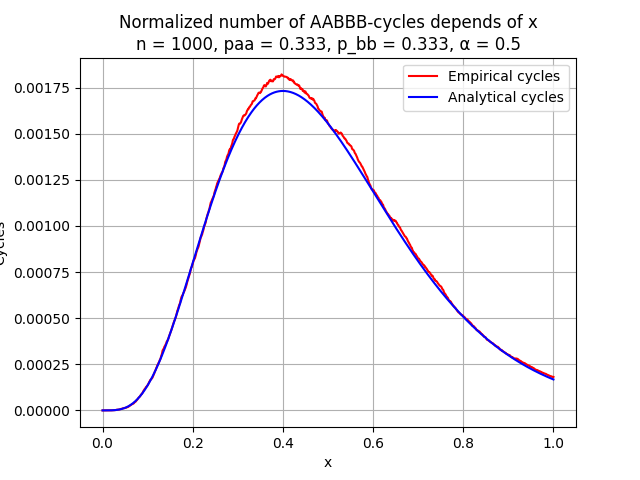 Normalized number of AABBB-cycles depends of x
n = 1000, paa = 0.333, p_bb = 0.333, α = 0.5
Empirical cycles
Analytical cycles
0.00175
0.00150
0.00125
0.00100
0.00075
0.00050
0.00025
0.00000
0.0 0.2 0.4 0.6 0.8 1.0
x